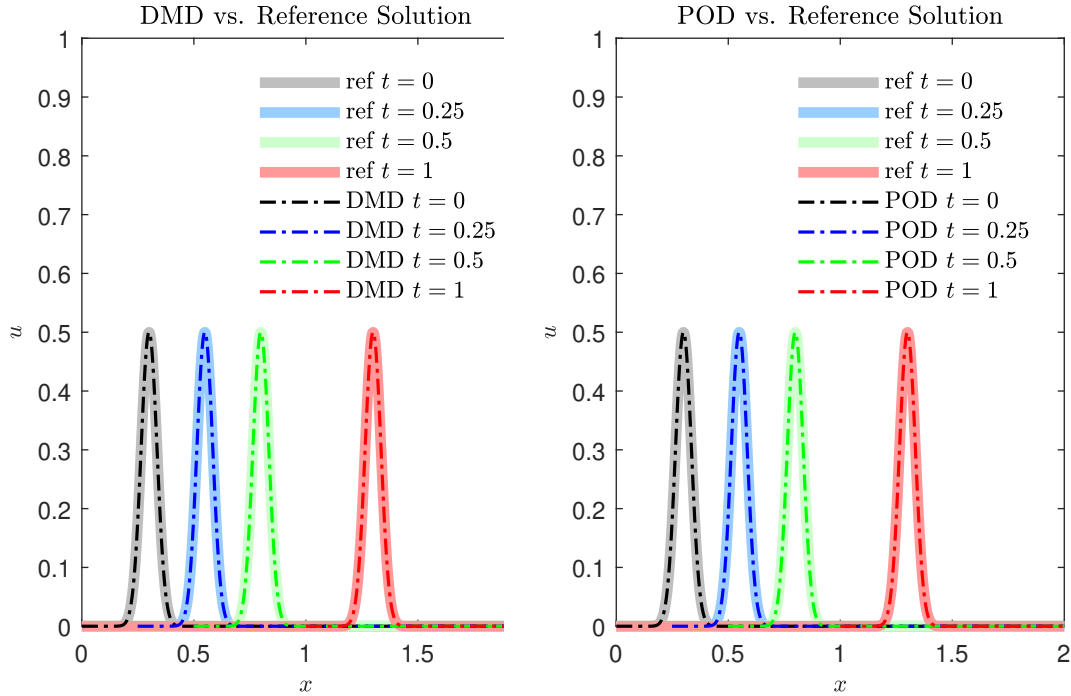 DMD vs. Reference Solution
1
0.9
0.8
0.7
0.6
0.5
0.4
0.3
0.2
0.1
0
u
ref t = 0
ref t = 0.25
ref t = 0.5
ref t = 1
DMD t = 0
DMD t = 0.25
DMD t = 0.5
DMD t = 1
0 0.5 1 1.5
x
POD vs. Reference Solution
1
0.9
0.8
0.7
0.6
0.5
0.4
0.3
0.2
0.1
0
u
ref t = 0
ref t = 0.25
ref t = 0.5
ref t = 1
POD t = 0
POD t = 0.25
POD t = 0.5
POD t = 1
0 0.5 1 1.5 2
x